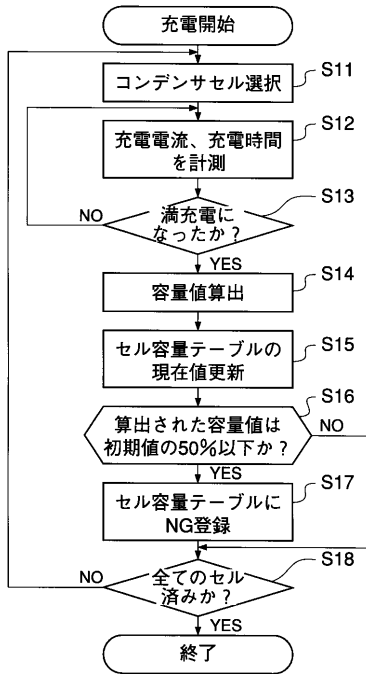 充電開始
S11
コンデンサセル選択
S12
充電電流、充電時間
を計測
S13
満充電に
なったか?
NO
YES
S14
容量値算出
S15
セル容量テーブルの
現在値更新
S16
算出された容量値は
初期値の50%以下か?
NO
YES
S17
セル容量テーブルに
NG登録
S18
全てのセル
済みか?
NO
YES
終了